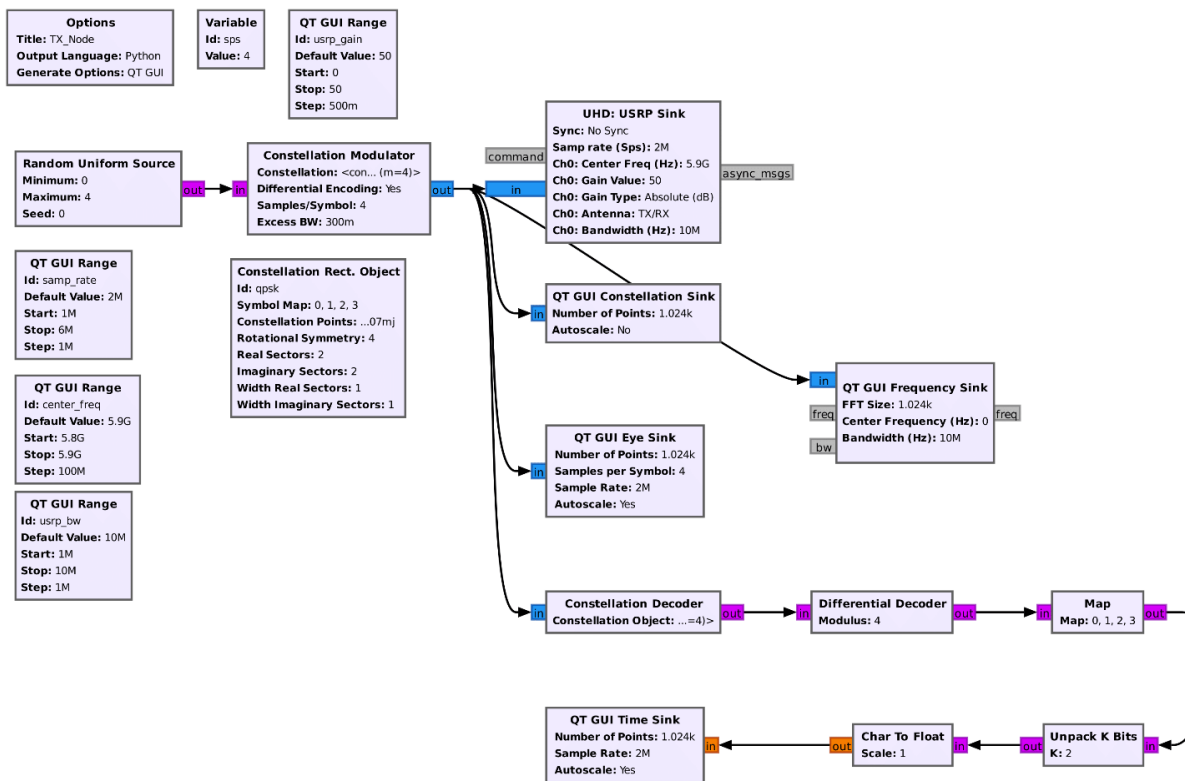 Options
Title: TX_Node
Output Language: Python
Generate Options: QT GUI
Variable
Id: sps
Value: 4
QT GUI Range
Id: usrp_gain
Default Value: 50
Start: 0
Stop: 50
Step: 500m
Random Uniform Source
Minimum: 0
Maximum: 4
Seed: 0
out
in
Constellation Modulator
Constellation: <con... (m=4)>
Differential Encoding: Yes
Samples/Symbol: 4
Excess BW: 300m
out
command
in
UHD: USRP Sink
Sync: No Sync
Samp rate (Sps): 2M
Ch0: Center Freq (Hz): 5.9G
Ch0: Gain Value: 50
Ch0: Gain Type: Absolute (dB)
Ch0: Antenna: TX/RX
Ch0: Bandwidth (Hz): 10M
async_msgs
QT GUI Range
Id: samp_rate
Default Value: 2M
Start: 1M
Stop: 6M
Step: 1M
Constellation Rect. Object
Id: qpsk
Symbol Map: 0, 1, 2, 3
Constellation Points: ...07mj
Rotational Symmetry: 4
Real Sectors: 2
Imaginary Sectors: 2
Width Real Sectors: 1
Width Imaginary Sectors: 1
in
QT GUI Constellation Sink
Number of Points: 1.024k
Autoscale: No
in
freq
bw
QT GUI Frequency Sink
FFT Size: 1.024k
Center Frequency (Hz): 0
Bandwidth (Hz): 10M
freq
QT GUI Range
Id: center_freq
Default Value: 5.9G
Start: 5.8G
Stop: 5.9G
Step: 100M
in
QT GUI Eye Sink
Number of Points: 1.024k
Samples per Symbol: 4
Sample Rate: 2M
Autoscale: Yes
QT GUI Range
Id: usrp_bw
Default Value: 10M
Start: 1M
Stop: 10M
Step: 1M
in
Constellation Decoder
Constellation Object: ...=4)>
out
in
Differential Decoder
Modulus: 4
out
in
Map
Map: 0, 1, 2, 3
out
QT GUI Time Sink
Number of Points: 1.024k
Sample Rate: 2M
Autoscale: Yes
in
out
Char To Float
Scale: 1
in
out
Unpack K Bits
K: 2
in